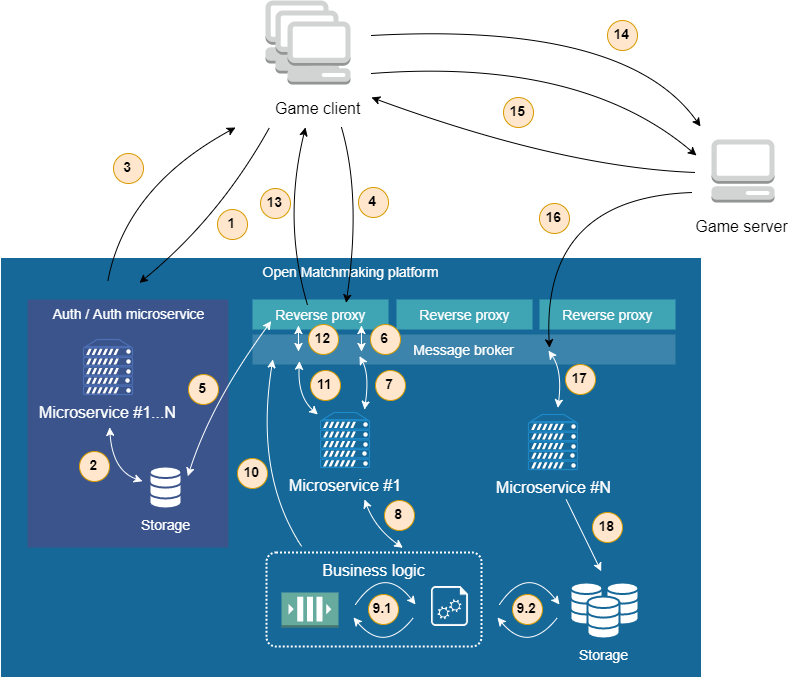 14
Game client
15
3
13
4
1
16
Game server
Open Matchmaking platform
Auth / Auth microservice
Reverse proxy
Reverse proxy
Reverse proxy
12
6
Message broker
5
11
7
17
Microservice #1...N
2
10
Microservice #1
Microservice #N
Storage
8
18
Business logic
9.1
9.2
Storage